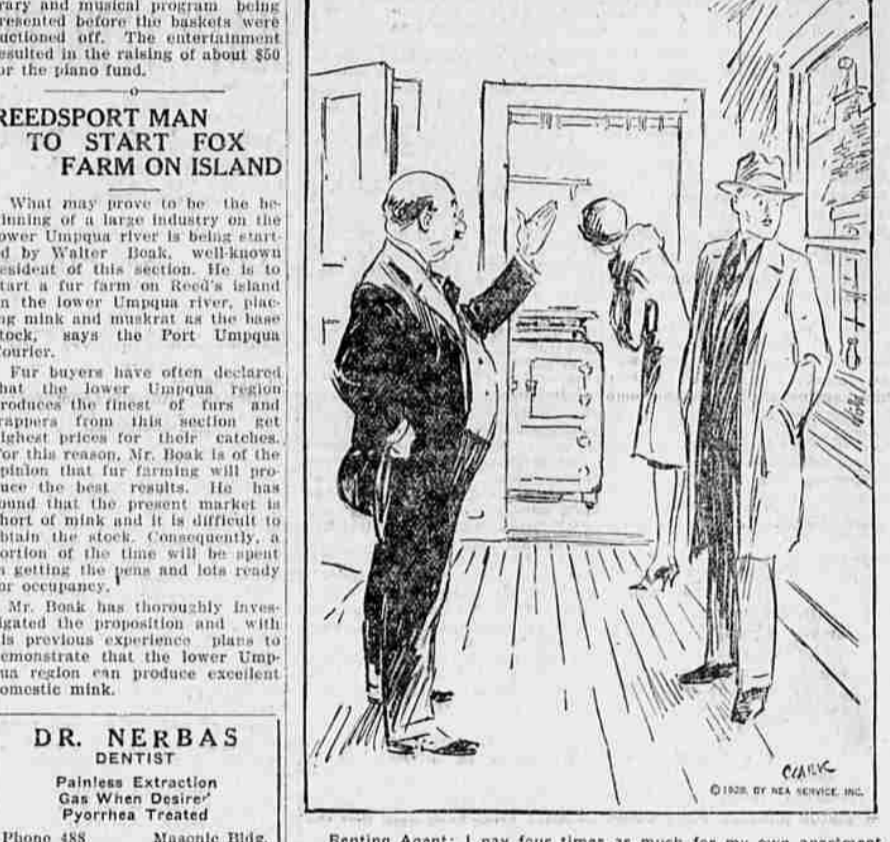 rary and musical program being
resented before the baskets were
uctioned off. The entertainment
esulted in the raising of about $50
or the piano fund.
REEDSPORT MAN
TO START FOX
FARM ON ISLAND
What may prove to be the be-
inning of a large industry on the
ower Umpqua river is being start-
d by Walter Boak, well-known
esident of this section. He is to
tart a fur farm on Reed's island
n the lower Umpqua river, plac-
ng mink and muskrat as the base
tock, says the Port Umpqua
ourier.
Fur buyers have often declared
hat the lower Umpqua region
roduces the finest of furs and
rappers from this section get
ighest prices for their catches.
or this reason, Mr. Boak is of the
pinion that fur farming will pro-
uce the best results. He has
ound that the present market is
hort of mink and it is difficult to
btain the stock. Consequently, a
ortion of the time will be spent
n getting the pens and lots ready
or occupancy.
Mr. Boak has thoroughly inves-
igated the proposition and with
is previous experience plans to
emonstrate that the lower Ump-
ua region can produce excellent
omestic mink.
DR. NERBAS
DENTIST
Painless Extraction
Gas When Desired
Pyorrhea Treated
Phone 488 Masonic Bldg.
CLARK
© 1928, BY NEA SERVICE, INC.
Renting Agent: I pay four times as much for my own apartment